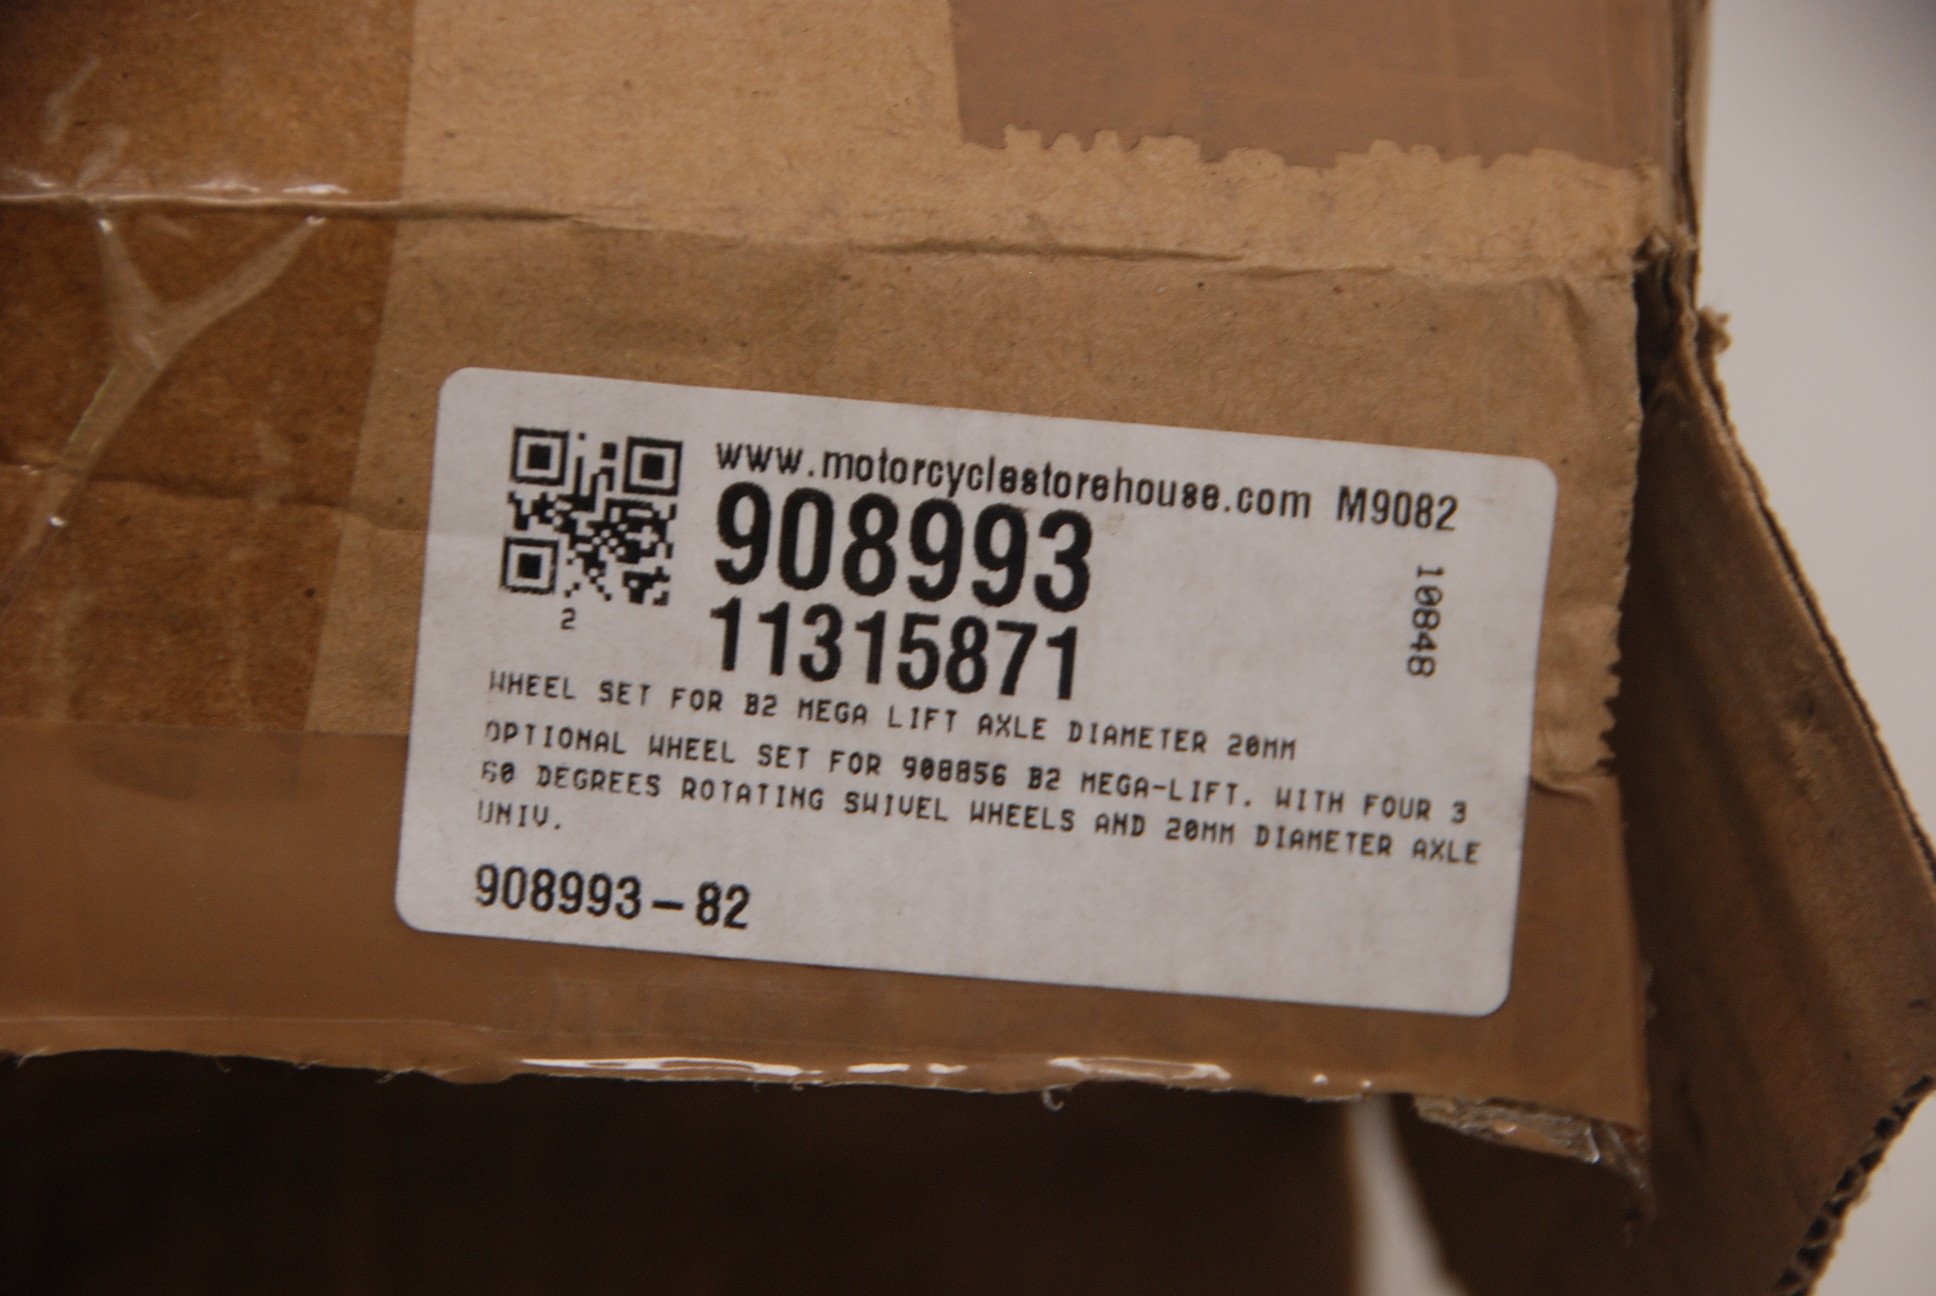 www.motorcyclestorehouse.com M9082
908993
11315871
10848
2
WHEEL SET FOR B2 MEGA LIFT AXLE DIAMETER 20MM
OPTIONAL WHEEL SET FOR 908856 B2 MEGA-LIFT. WITH FOUR 3
60 DEGREES ROTATING SWIVEL WHEELS AND 20MM DIAMETER AXLE
UNIV.
908993-82